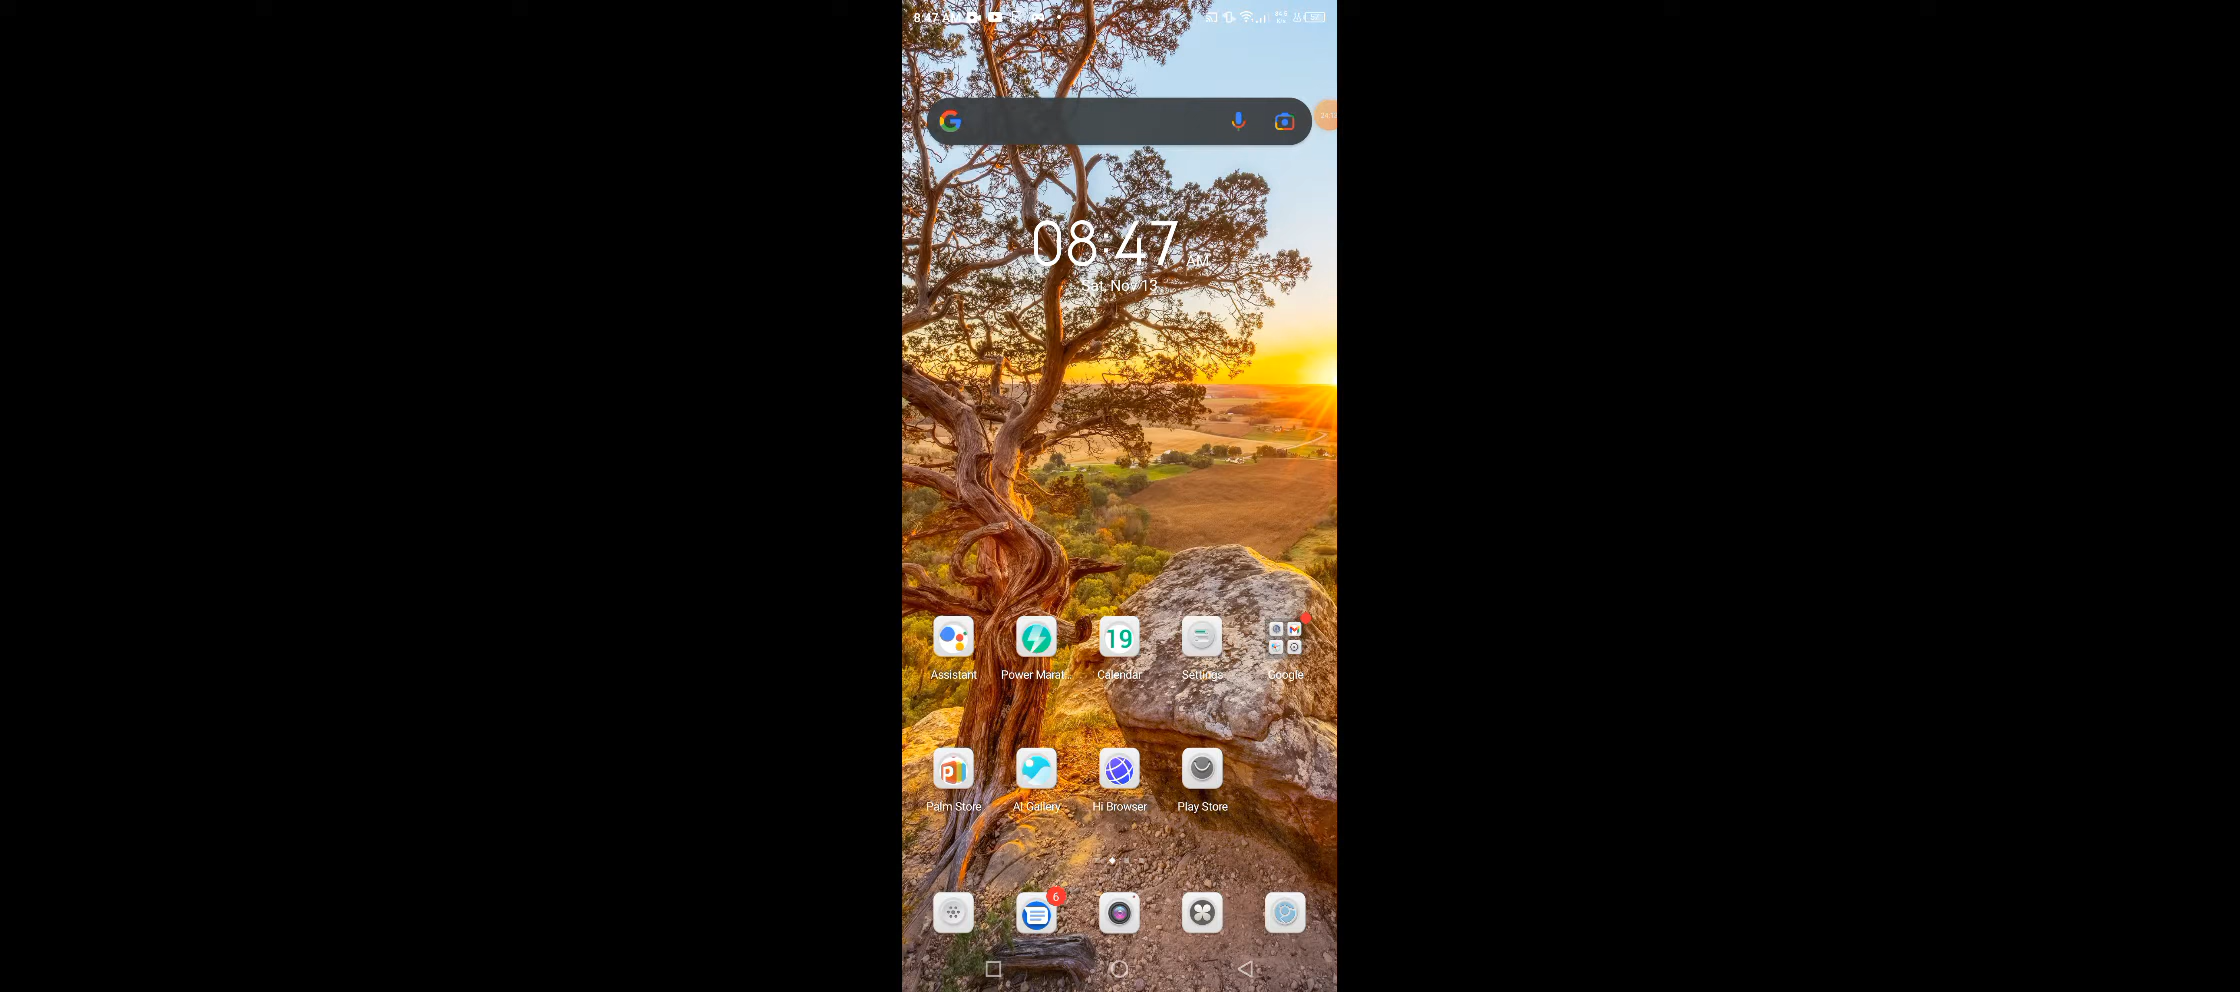 8:47 AM
08:47 AM
Sat, Nov 13
19
Assistant
Power Marat...
Calendar
Settings
Google
Palm Store
AI Gallery
Hi Browser
Play Store
6